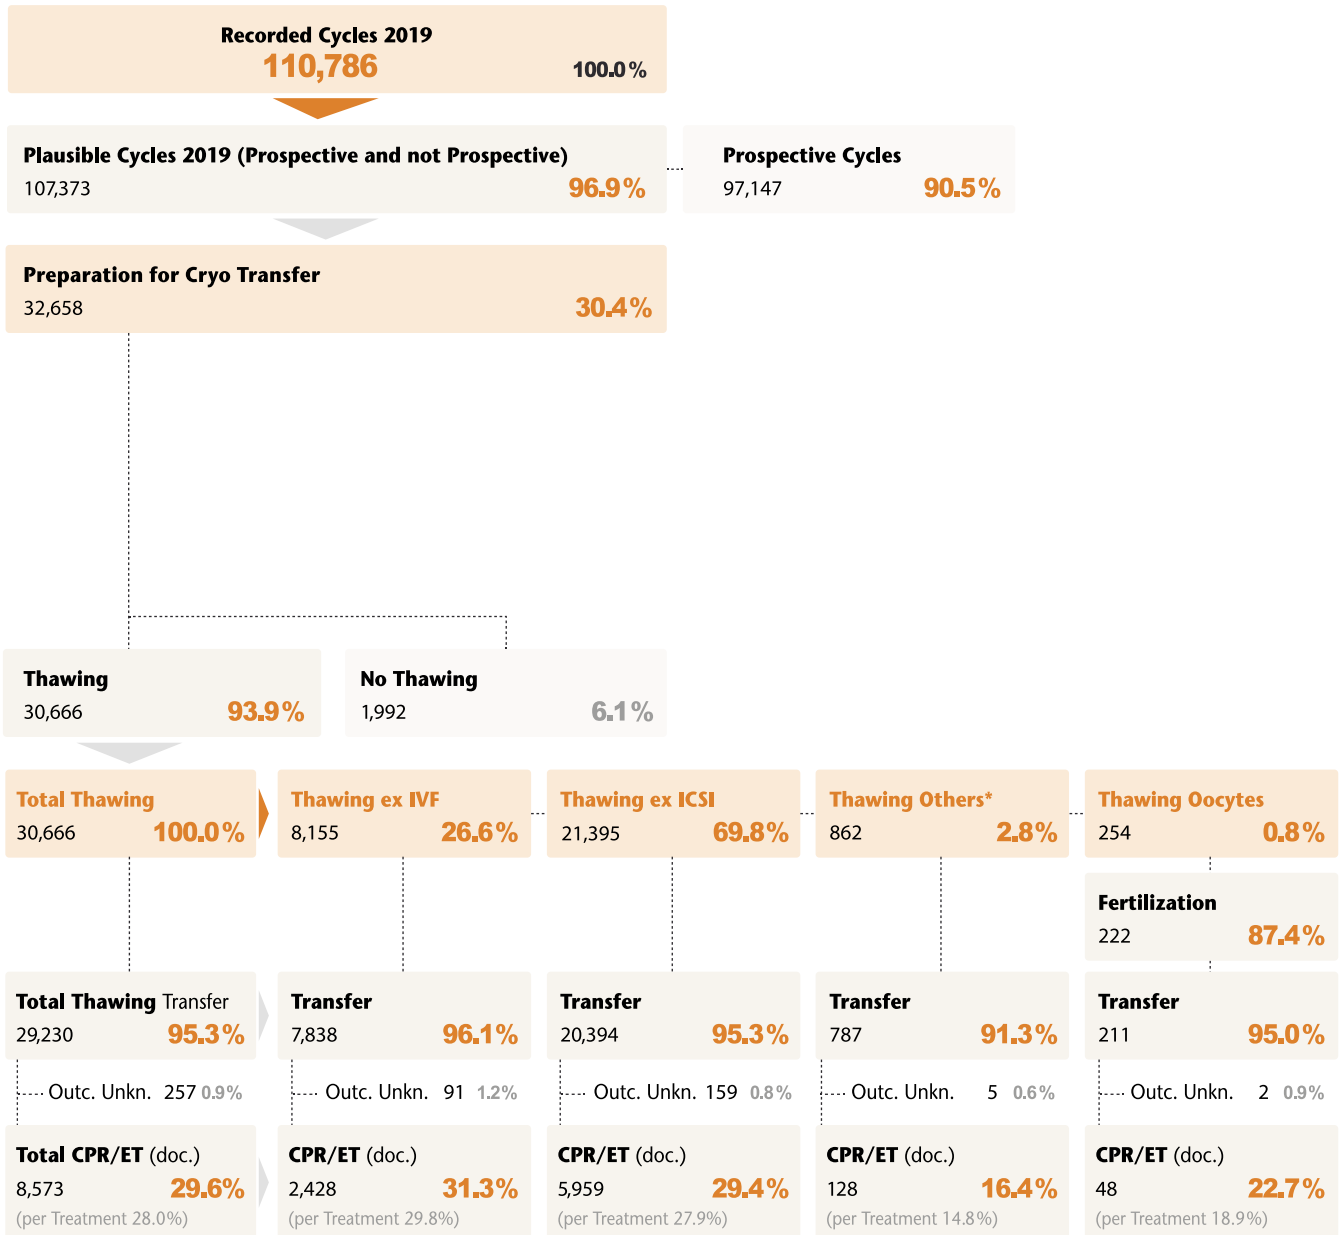 Recorded Cycles 2019
110,786 100.0%
Plausible Cycles 2019 (Prospective and not Prospective)
107,373 96.9%
Prospective Cycles
97,147 90.5%
Preparation for Cryo Transfer
32,658 30.4%
Thawing
30,666 93.9%
No Thawing
1,992 6.1%
Total Thawing
30,666 100.0%
Thawing ex IVF
8,155 26.6%
Thawing ex ICSI
21,395 69.8%
Thawing Others*
862 2.8%
Thawing Oocytes
254 0.8%
Fertilization
222 87.4%
Total Thawing Transfer
29,230 95.3%
Transfer
7,838 96.1%
Transfer
20,394 95.3%
Transfer
787 91.3%
Transfer
211 95.0%
Outc. Unkn. 257 0.9%
Outc. Unkn. 91 1.2%
Outc. Unkn. 159 0.8%
Outc. Unkn. 5 0.6%
Outc. Unkn. 2 0.9%
Total CPR/ET (doc.)
8,573 29.6%
(per Treatment 28.0%)
CPR/ET (doc.)
2,428 31.3%
(per Treatment 29.8%)
CPR/ET (doc.)
5,959 29.4%
(per Treatment 27.9%)
CPR/ET (doc.)
128 16.4%
(per Treatment 14.8%)
CPR/ET (doc.)
48 22.7%
(per Treatment 18.9%)